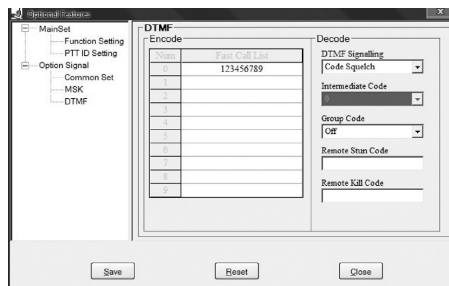 Optional Features
MainSet
Function Setting
PTT ID Setting
Option Signal
Common Set
MSK
DTMF
DTMF
Encode
Num Fast Call List
0 123456789
1
2
3
4
5
6
7
8
9
Decode
DTMF Signalling
Code Squelch
Intermediate Code
0
Group Code
Off
Remote Stun Code
Remote Kill Code
Save
Reset
Close